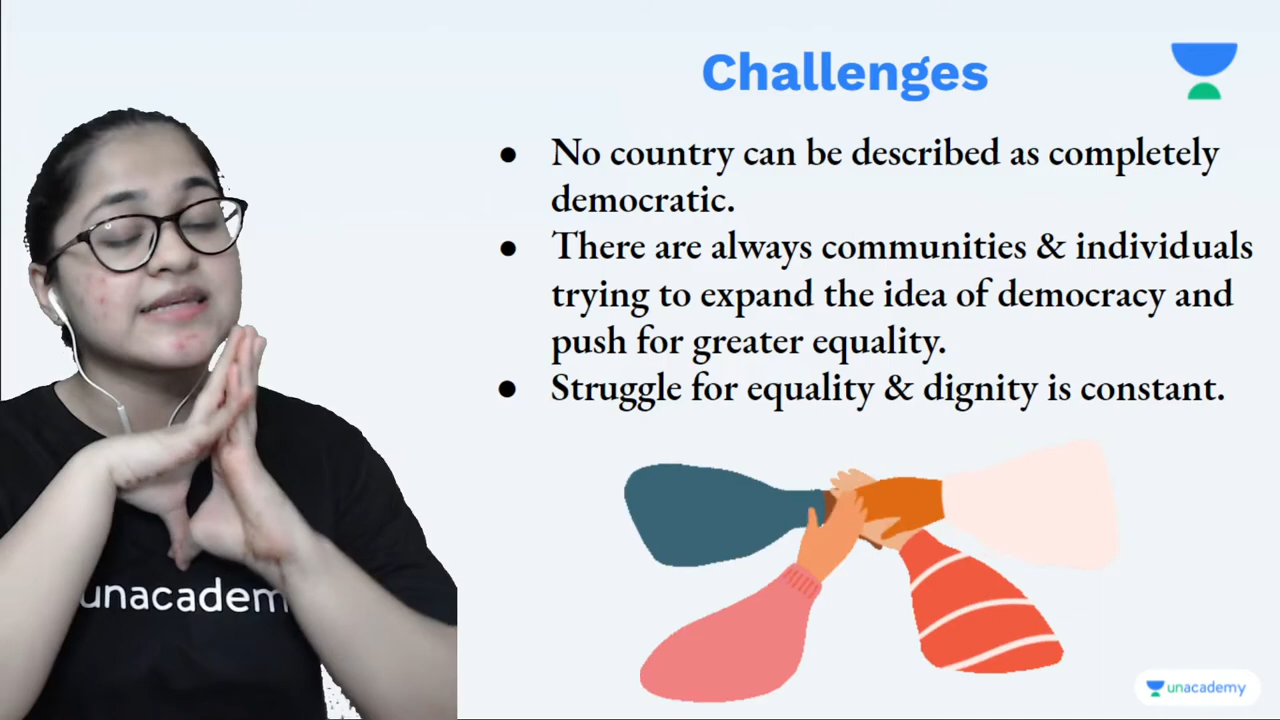 Challenges
● No country can be described as completely
democratic.
● There are always communities & individuals
trying to expand the idea of democracy and
push for greater equality.
● Struggle for equality & dignity is constant.
unacadem
unacademy